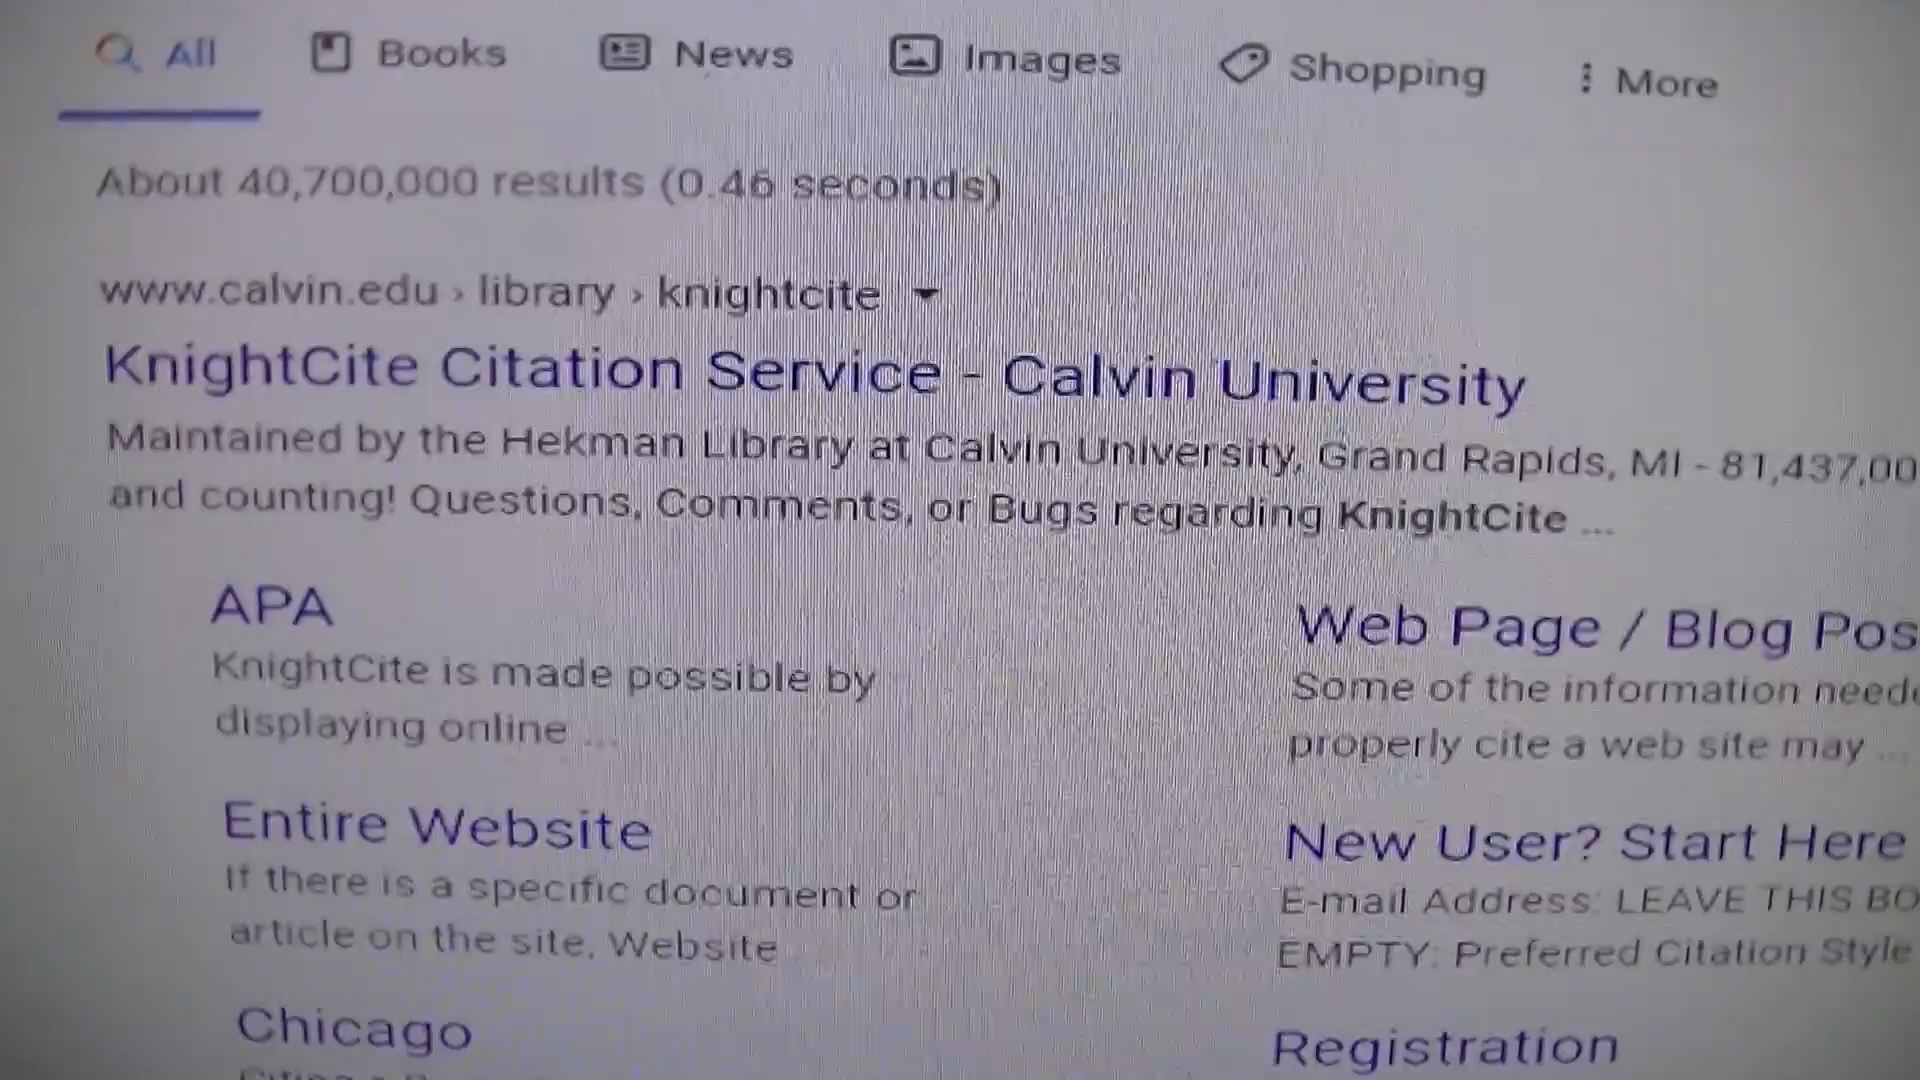 All Books News Images Shopping More
About 40,700,000 results (0.46 seconds)
www.calvin.edu › library › knightcite
KnightCite Citation Service - Calvin University
Maintained by the Hekman Library at Calvin University, Grand Rapids, MI - 81,437,00
and counting! Questions, Comments, or Bugs regarding KnightCite ...
APA
KnightCite is made possible by
displaying online ...
Web Page / Blog Pos
Some of the information neede
properly cite a web site may ...
Entire Website
If there is a specific document or
article on the site, Website
New User? Start Here
E-mail Address: LEAVE THIS BO
EMPTY: Preferred Citation Style
Chicago
Registration